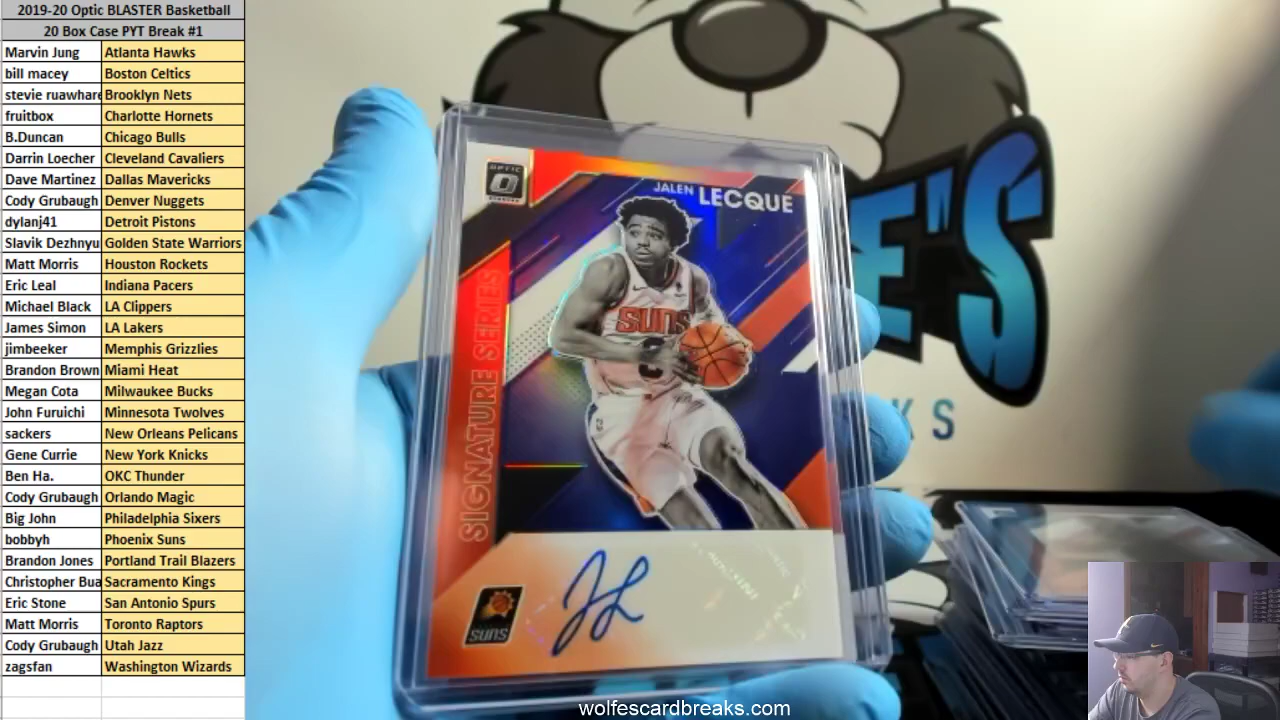 2019-20 Optic BLASTER Basketball
20 Box Case PYT Break #1
Marvin Jung Atlanta Hawks
bill macey Boston Celtics
stevie ruawhare Brooklyn Nets
fruitbox Charlotte Hornets
B.Duncan Chicago Bulls
Darrin Loecher Cleveland Cavaliers
Dave Martinez Dallas Mavericks
Cody Grubaugh Denver Nuggets
dylanj41 Detroit Pistons
Slavik Dezhnyu Golden State Warriors
Matt Morris Houston Rockets
Eric Leal Indiana Pacers
Michael Black LA Clippers
James Simon LA Lakers
jimbeeker Memphis Grizzlies
Brandon Brown Miami Heat
Megan Cota Milwaukee Bucks
John Furuichi Minnesota Twolves
sackers New Orleans Pelicans
Gene Currie New York Knicks
Ben Ha. OKC Thunder
Cody Grubaugh Orlando Magic
Big John Philadelphia Sixers
bobbyh Phoenix Suns
Brandon Jones Portland Trail Blazers
Christopher Bua Sacramento Kings
Eric Stone San Antonio Spurs
Matt Morris Toronto Raptors
Cody Grubaugh Utah Jazz
zagsfan Washington Wizards
OPTIC
JALEN LECQUE
SIGNATURE SERIES
SUNS
SUNS
JL
E'S
KS
wolfescardbreaks.com